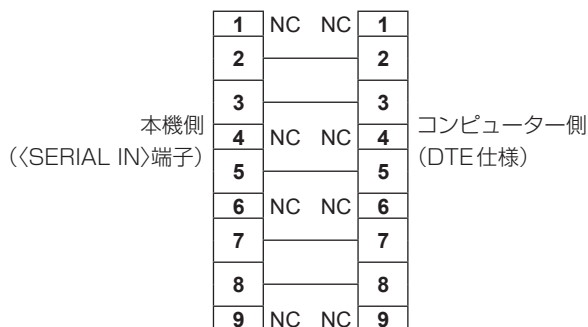 1 NC NC 1
2 2
3 3
本機側
(〈SERIAL IN〉端子)
4 NC NC 4
コンピューター側
(DTE仕様)
5 5
6 NC NC 6
7 7
8 8
9 NC NC 9